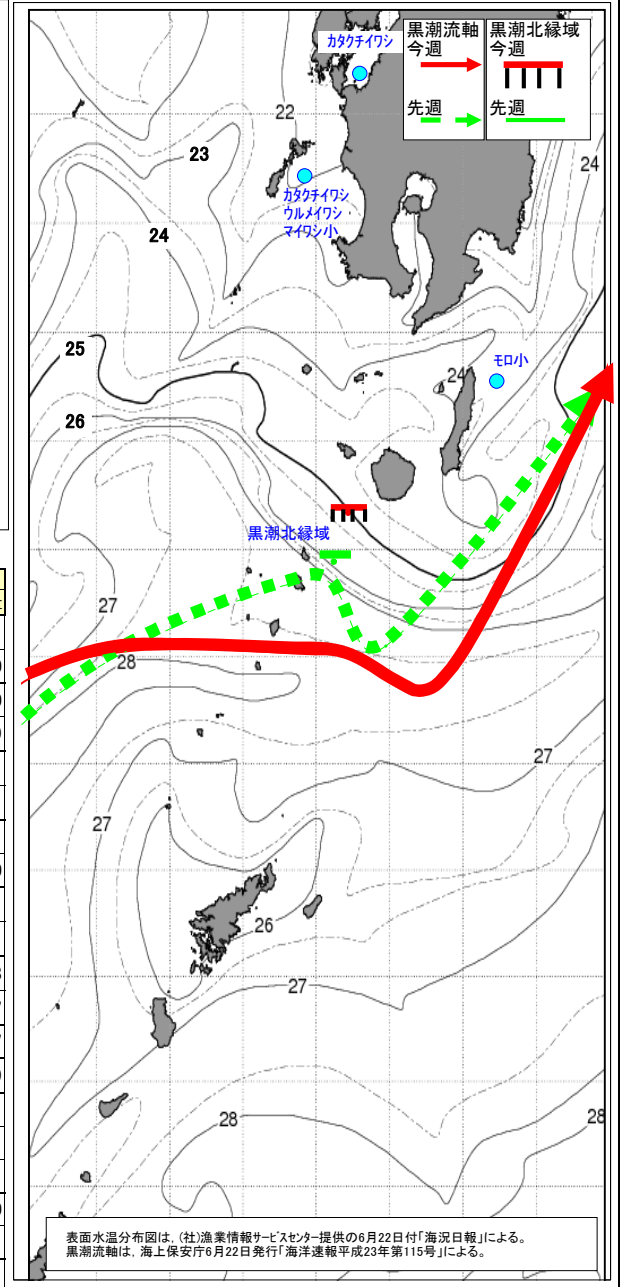 カタクチイワシ
黒潮流軸
今週
先週
黒潮北縁域
今週
先週
22
23
24
カタクチイワシ
ウルメイワシ
マイワシ小
24
25
24
モロ小
26
黒潮北縁域
27
28
27
27
26
27
28
28
表面水温分布図は，(社)漁業情報サービスセンター提供の6月22日付「海況日報」による。
黒潮流軸は，海上保安庁6月22日発行「海洋速報平成23年第115号」による。